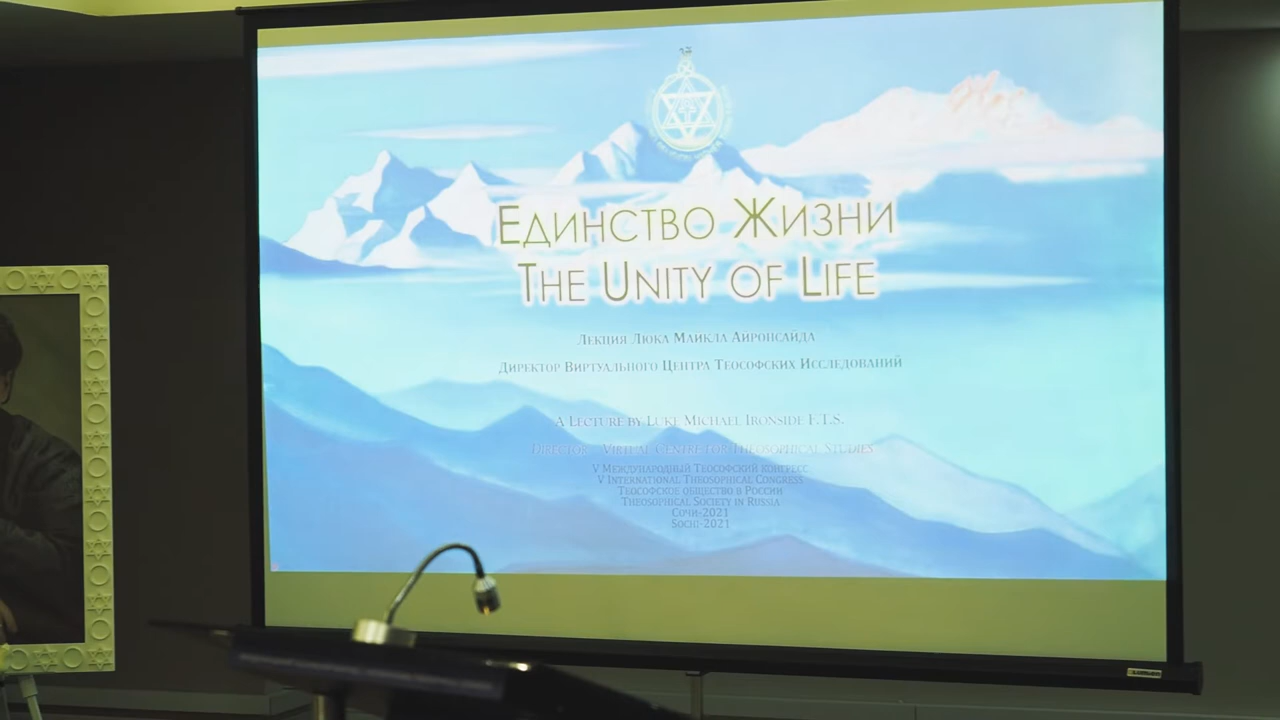 Единство Жизни
The Unity of Life
Лекция Люка Майкла Айронсайда
Директор Виртуального Центра Теософских Исследований
A Lecture by Luke Michael Ironside F.T.S.
Director - Virtual Centre for Theosophical Studies
V Международный Теософский конгресс
V International Theosophical Congress
Теософское общество в России
Theosophical Society in Russia
Сочи-2021
Sochi-2021
Lumien